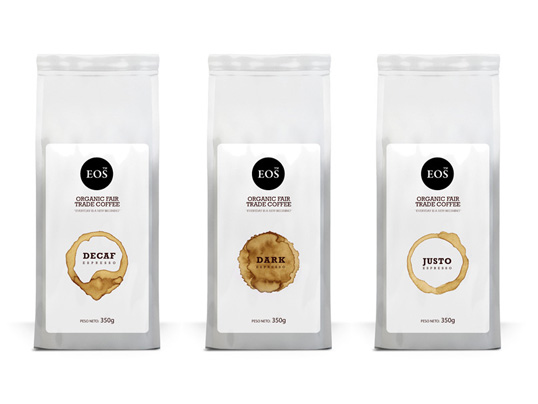 EOS
ORGANIC FAIR
TRADE COFFEE
DECAF
ESPRESSO
PESO NETO: 350g
EOS
ORGANIC FAIR
TRADE COFFEE
DARK
ESPRESSO
PESO NETO: 350g
EOS
ORGANIC FAIR
TRADE COFFEE
JUSTO
ESPRESSO
PESO NETO: 350g